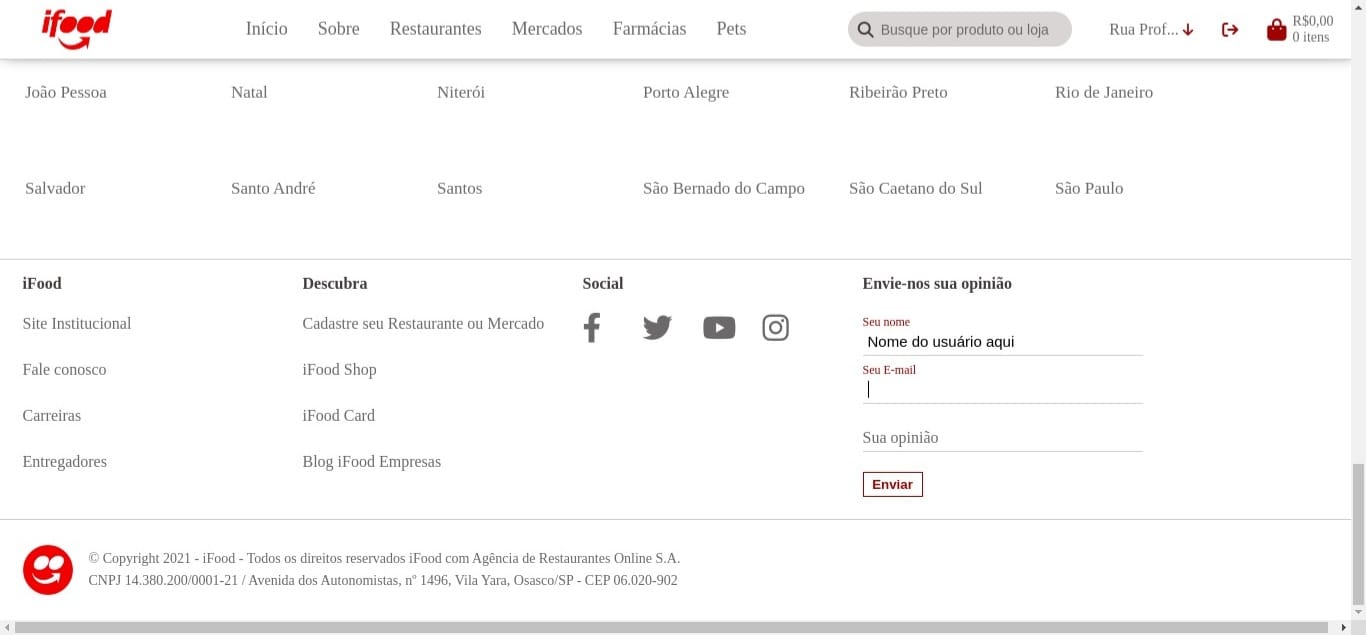 ifood
Início Sobre Restaurantes Mercados Farmácias Pets
Busque por produto ou loja
Rua Prof...
R$0,00
0 itens
João Pessoa Natal Niterói Porto Alegre Ribeirão Preto Rio de Janeiro
Salvador Santo André Santos São Bernado do Campo São Caetano do Sul São Paulo
iFood
Site Institucional
Fale conosco
Carreiras
Entregadores
Descubra
Cadastre seu Restaurante ou Mercado
iFood Shop
iFood Card
Blog iFood Empresas
Social
Envie-nos sua opinião
Seu nome
Nome do usuário aqui
Seu E-mail
Sua opinião
Enviar
© Copyright 2021 - iFood - Todos os direitos reservados iFood com Agência de Restaurantes Online S.A.
CNPJ 14.380.200/0001-21 / Avenida dos Autonomistas, nº 1496, Vila Yara, Osasco/SP - CEP 06.020-902